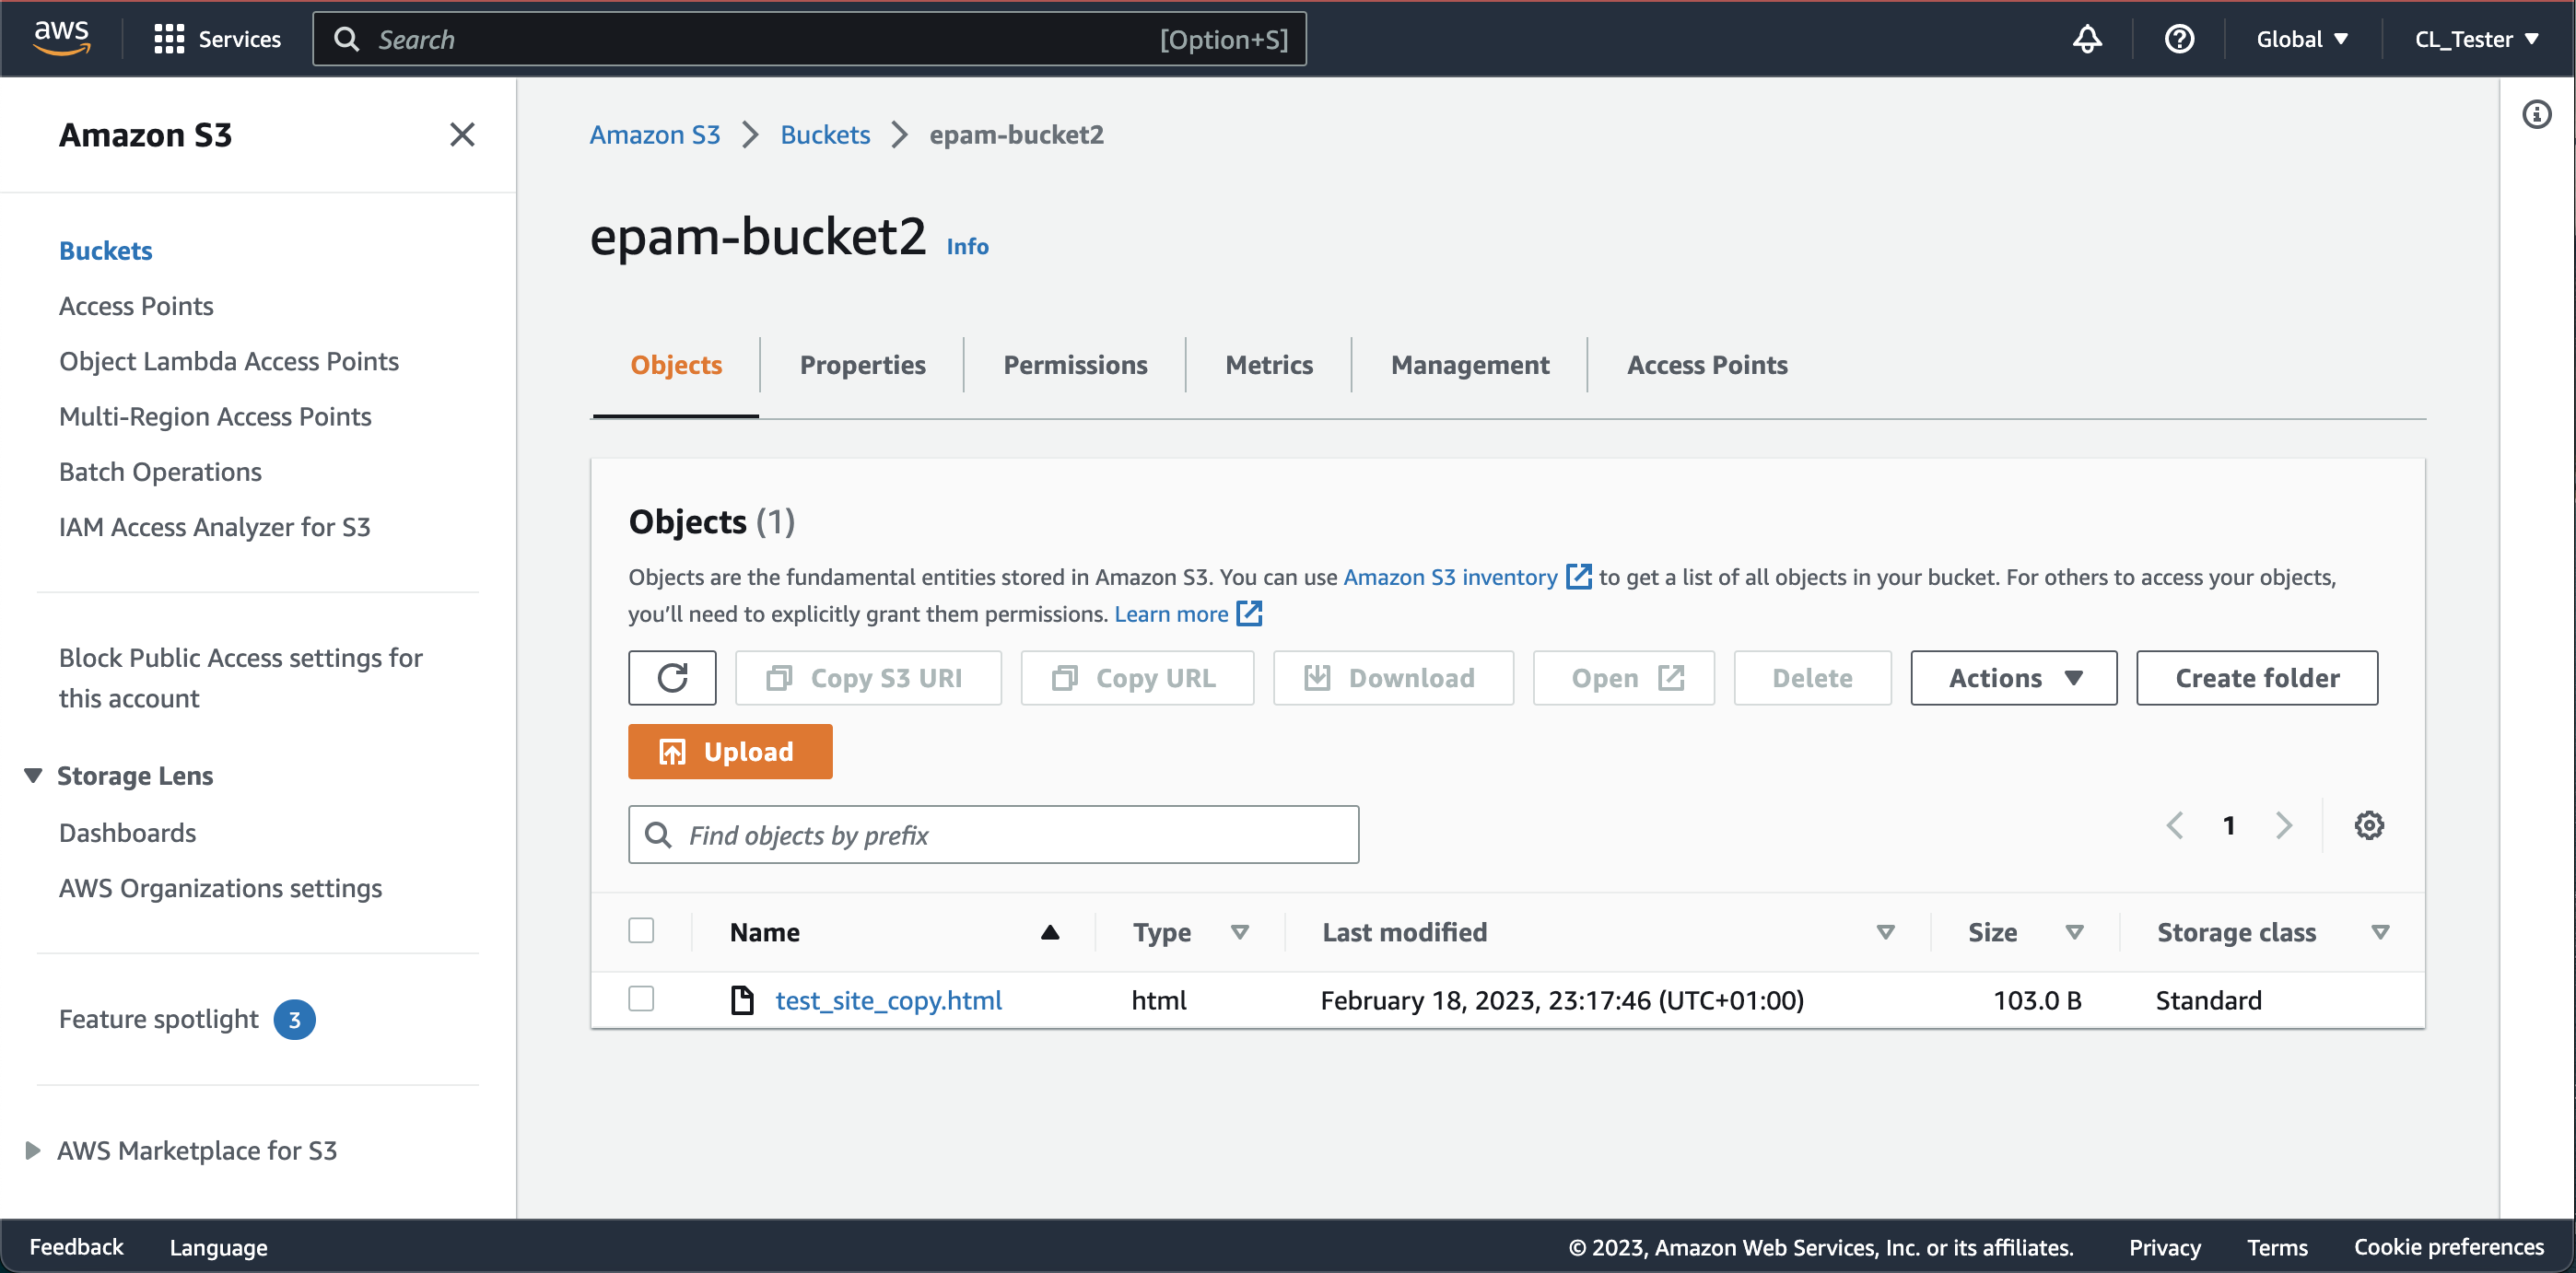 aws
Services
Search
[Option+S]
Global
CL_Tester
Amazon S3
Buckets
Access Points
Object Lambda Access Points
Multi-Region Access Points
Batch Operations
IAM Access Analyzer for S3
Block Public Access settings for
this account
Storage Lens
Dashboards
AWS Organizations settings
Feature spotlight 3
AWS Marketplace for S3
Amazon S3 Buckets epam-bucket2
epam-bucket2 Info
Objects Properties Permissions Metrics Management Access Points
Objects (1)
Objects are the fundamental entities stored in Amazon S3. You can use Amazon S3 inventory to get a list of all objects in your bucket. For others to access your objects,
you’ll need to explicitly grant them permissions. Learn more
Copy S3 URI Copy URL Download Open Delete Actions Create folder
Upload
Find objects by prefix
1
Name Type Last modified Size Storage class
test_site_copy.html html February 18, 2023, 23:17:46 (UTC+01:00) 103.0 B Standard
Feedback Language © 2023, Amazon Web Services, Inc. or its affiliates. Privacy Terms Cookie preferences